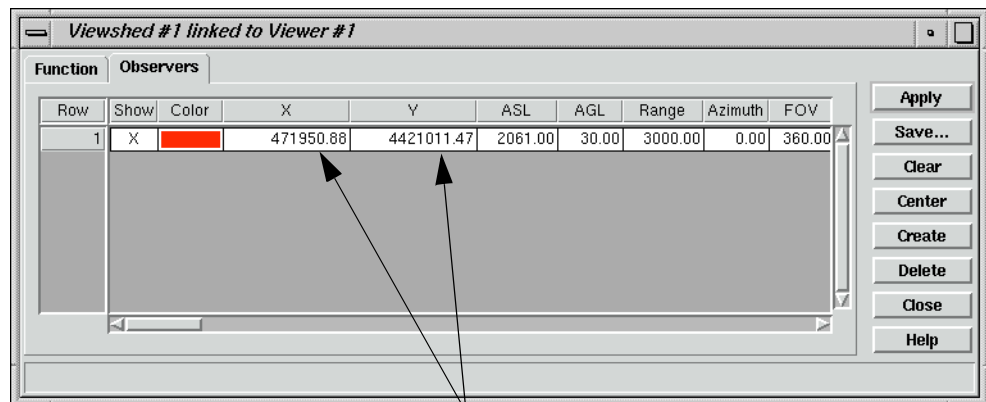 Viewshed #1 linked to Viewer #1
Function Observers
Row Show Color X Y ASL AGL Range Azimuth FOV
1 X 471950.88 4421011.47 2061.00 30.00 3000.00 0.00 360.00
Apply
Save...
Clear
Center
Create
Delete
Close
Help